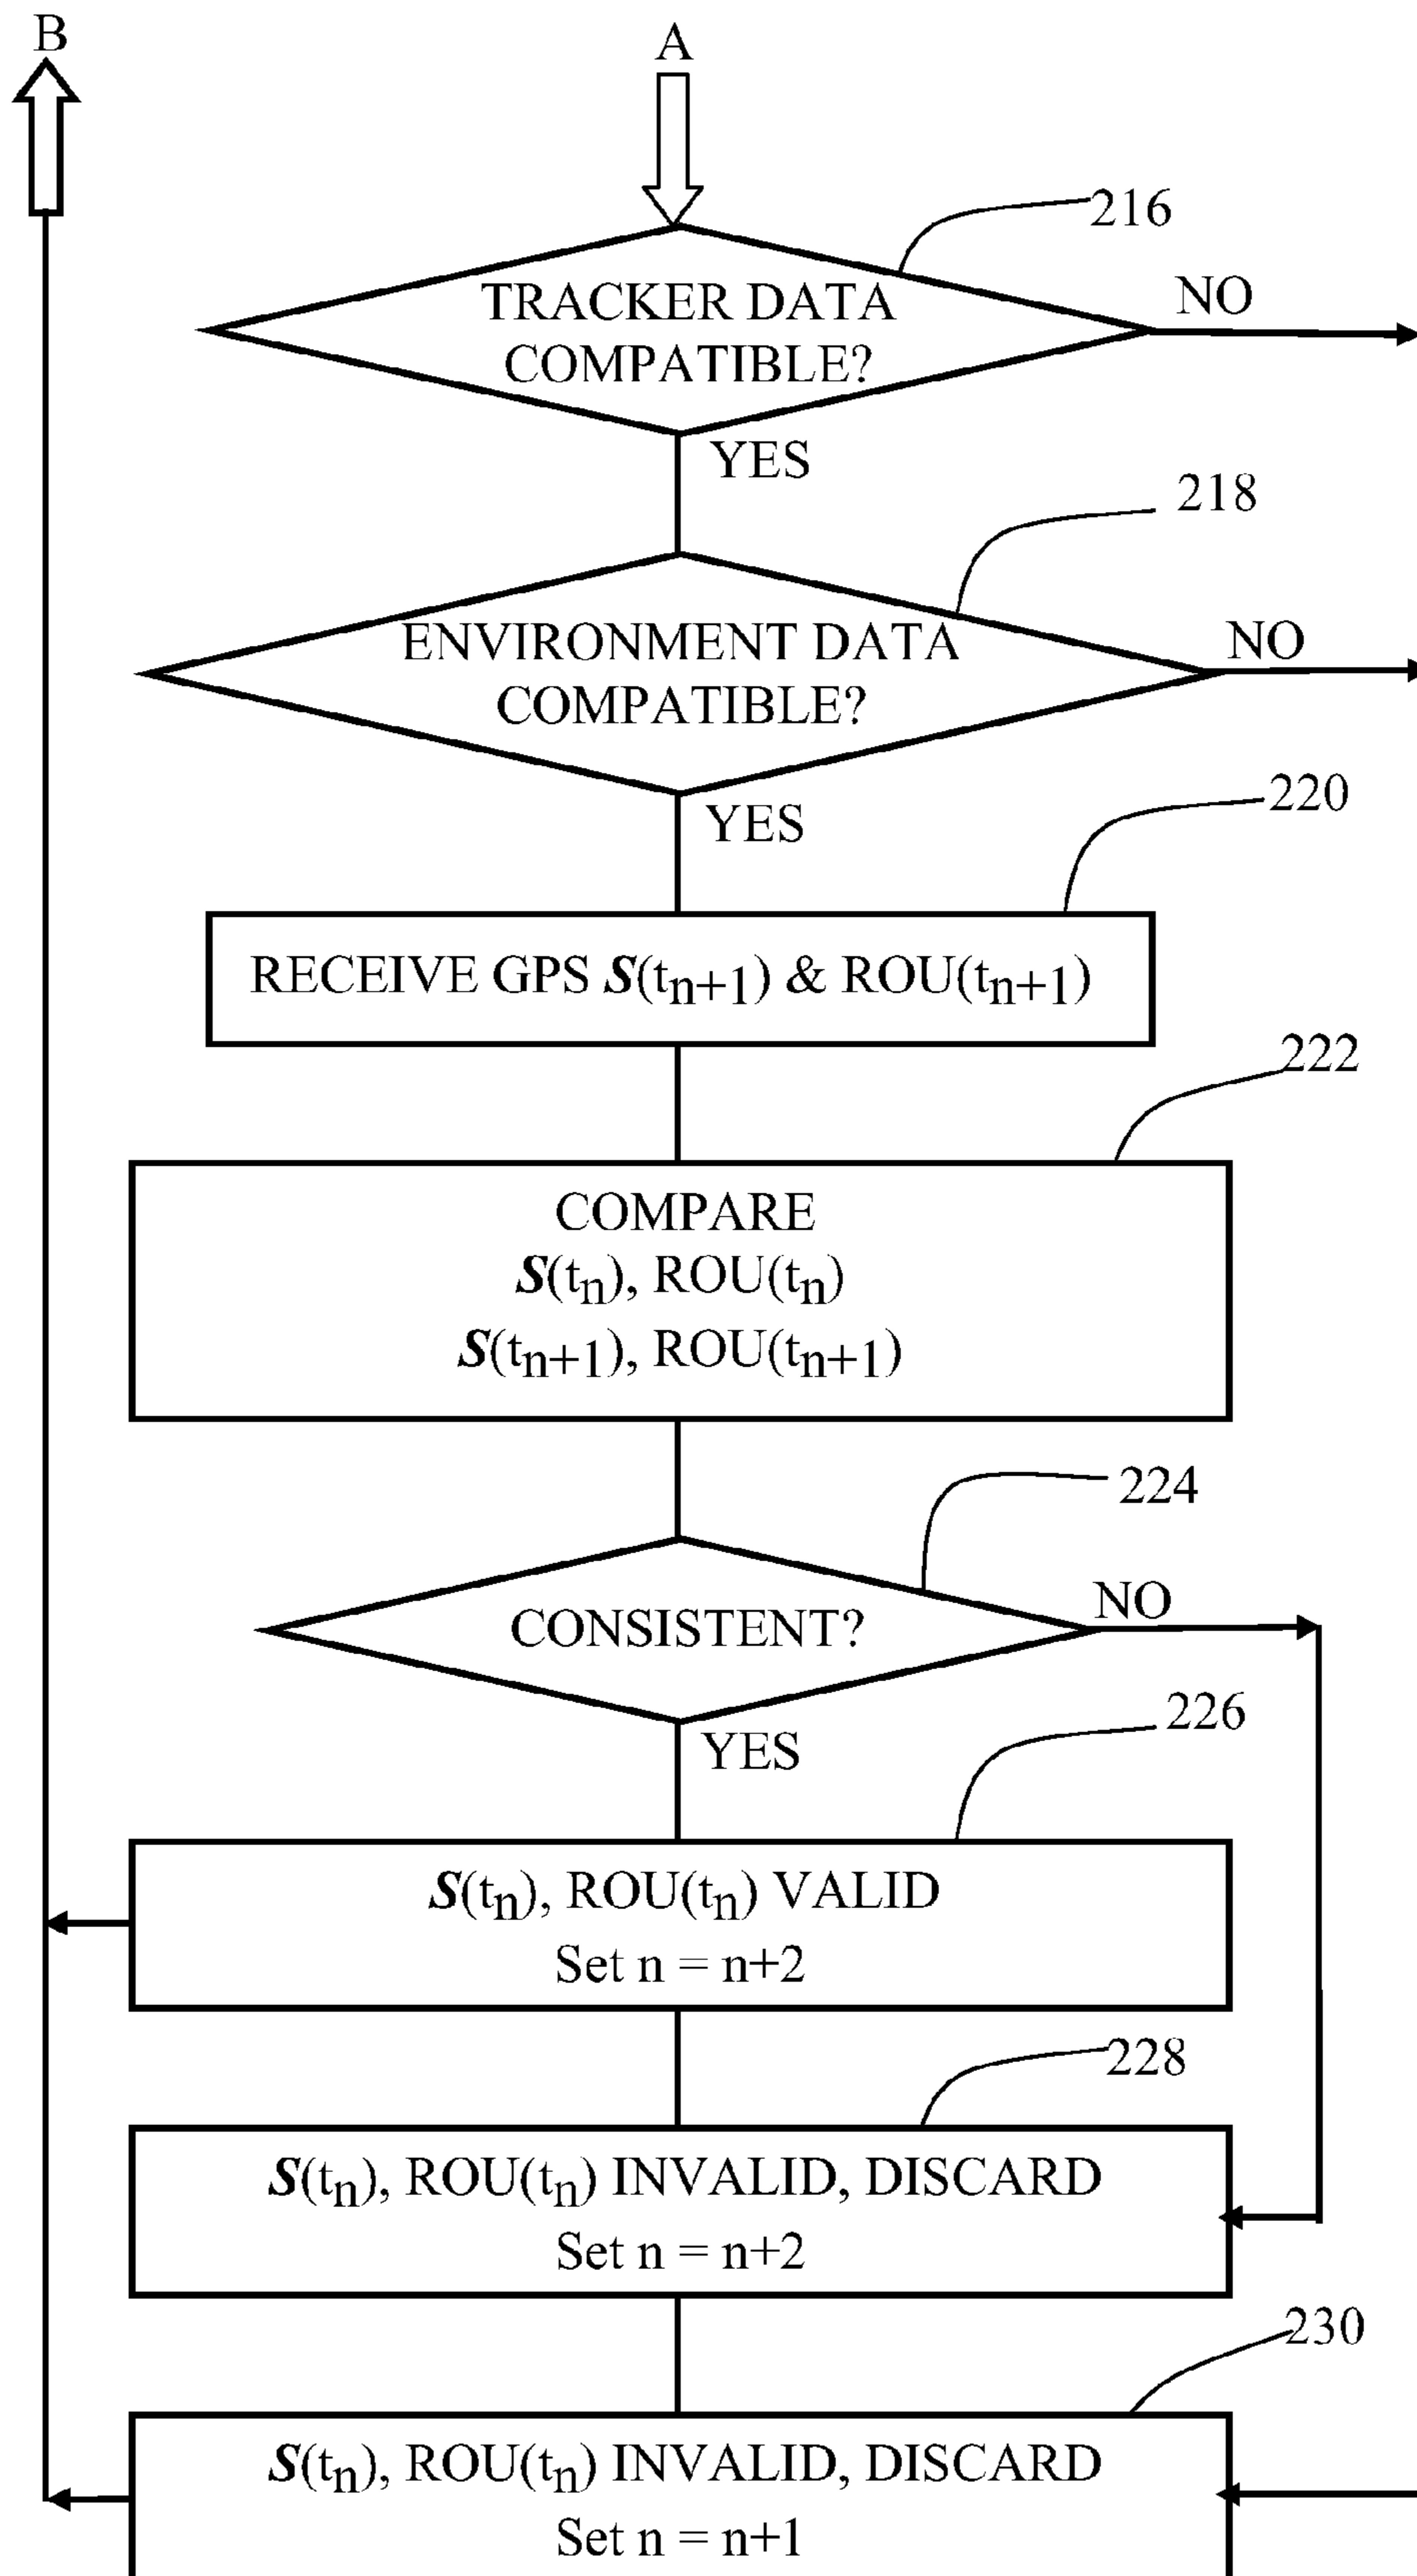 B
A
216
TRACKER DATA
COMPATIBLE?
NO
YES
218
ENVIRONMENT DATA
COMPATIBLE?
NO
YES
220
RECEIVE GPS S(tn+1) & ROU(tn+1)
222
COMPARE
S(tn), ROU(tn)
S(tn+1), ROU(tn+1)
224
CONSISTENT?
NO
YES
226
S(tn), ROU(tn) VALID
Set n = n+2
228
S(tn), ROU(tn) INVALID, DISCARD
Set n = n+2
230
S(tn), ROU(tn) INVALID, DISCARD
Set n = n+1